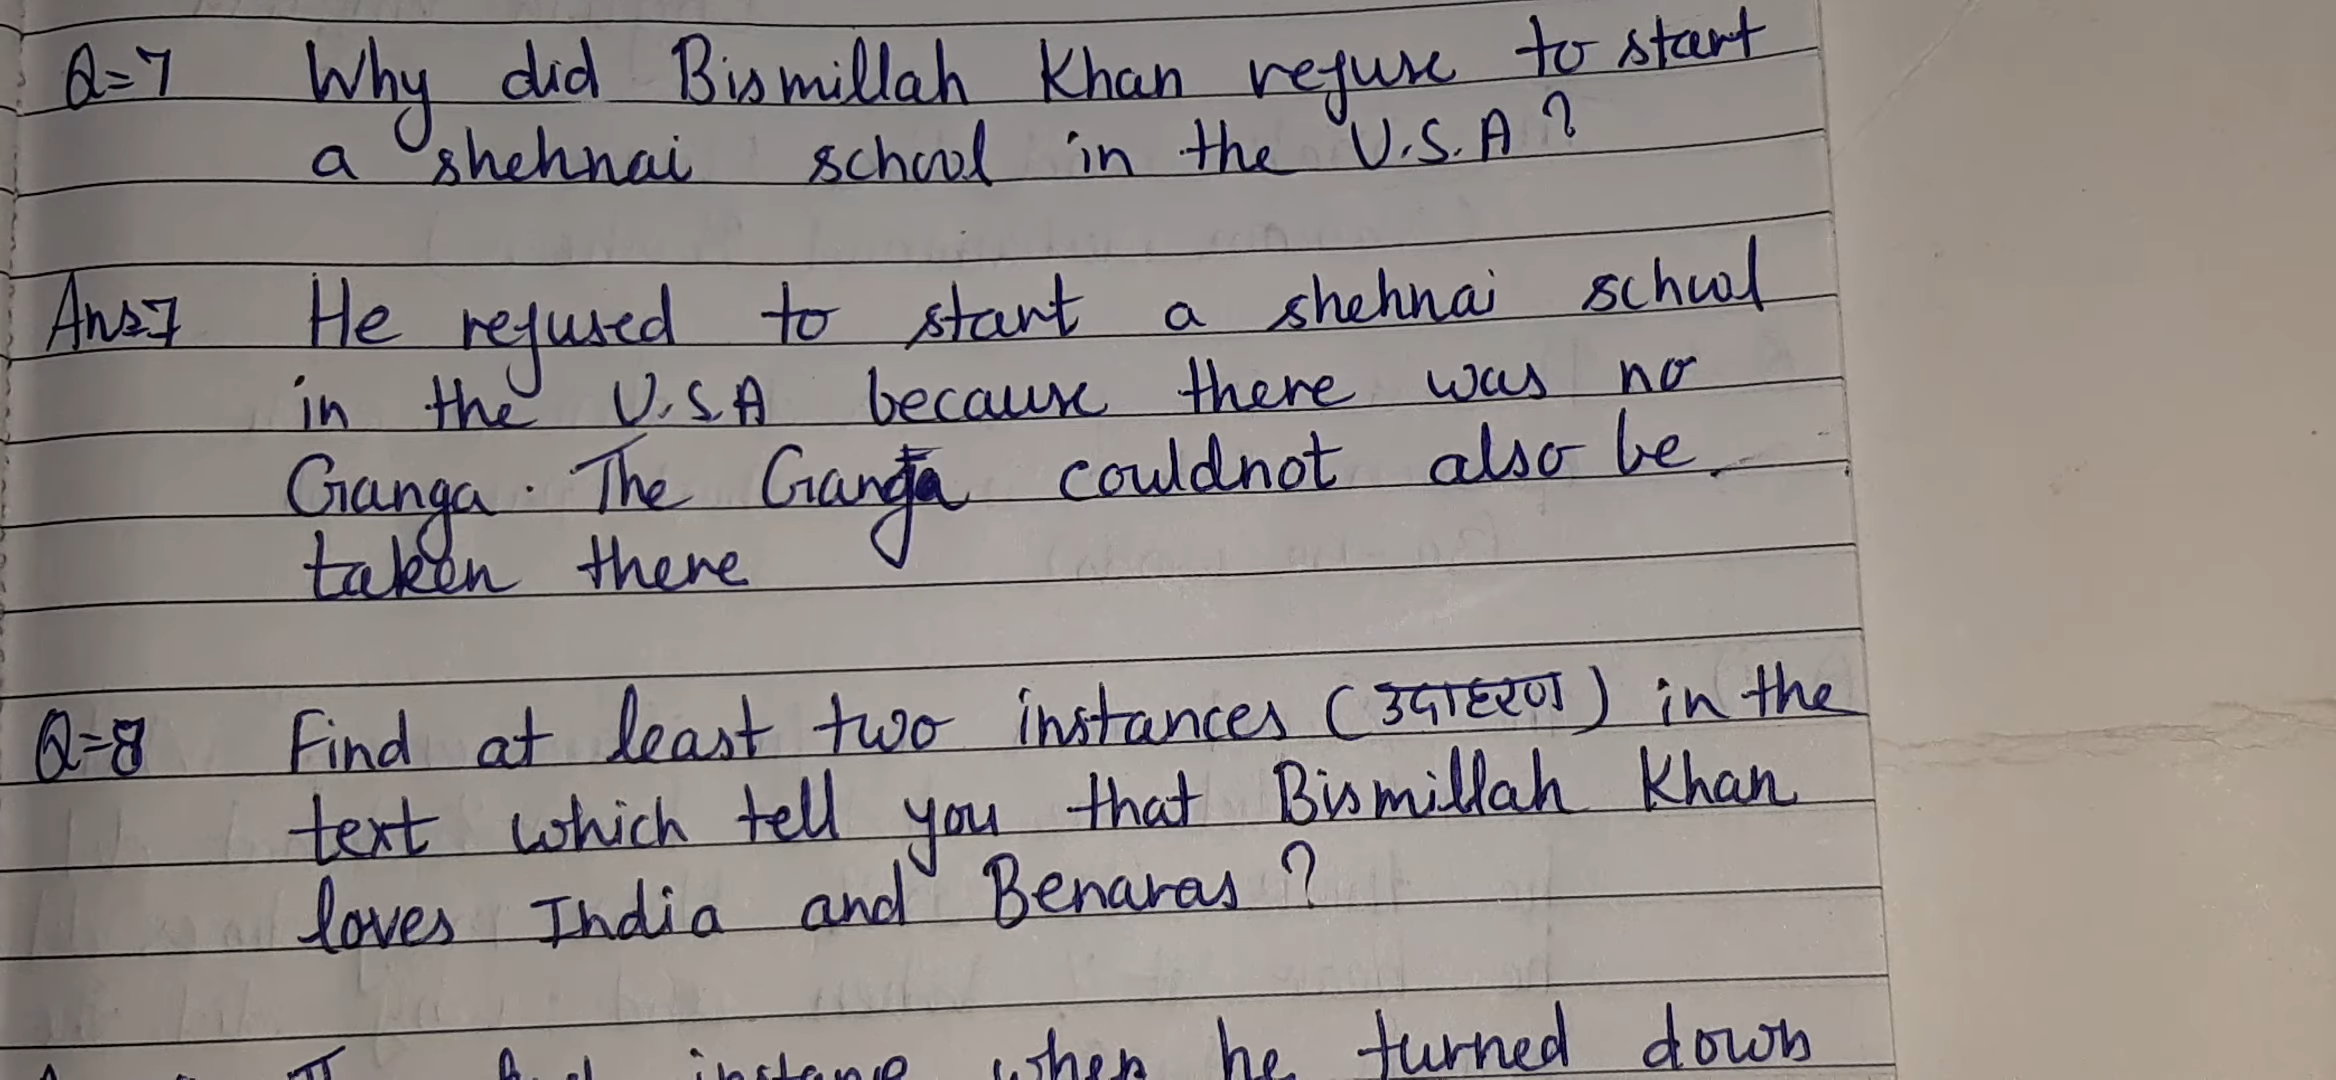 Q=7 Why did Bismillah Khan refuse to start
a shehnai school in the U.S.A?
Ans7 He refused to start a shehnai school
in the U.S.A because there was no
Ganga. The Ganga couldnot also be
taken there
Q=8 Find at least two instances (उदाहरण) in the
text which tell you that Bismillah Khan
loves India and Benaras?
instance when he turned down